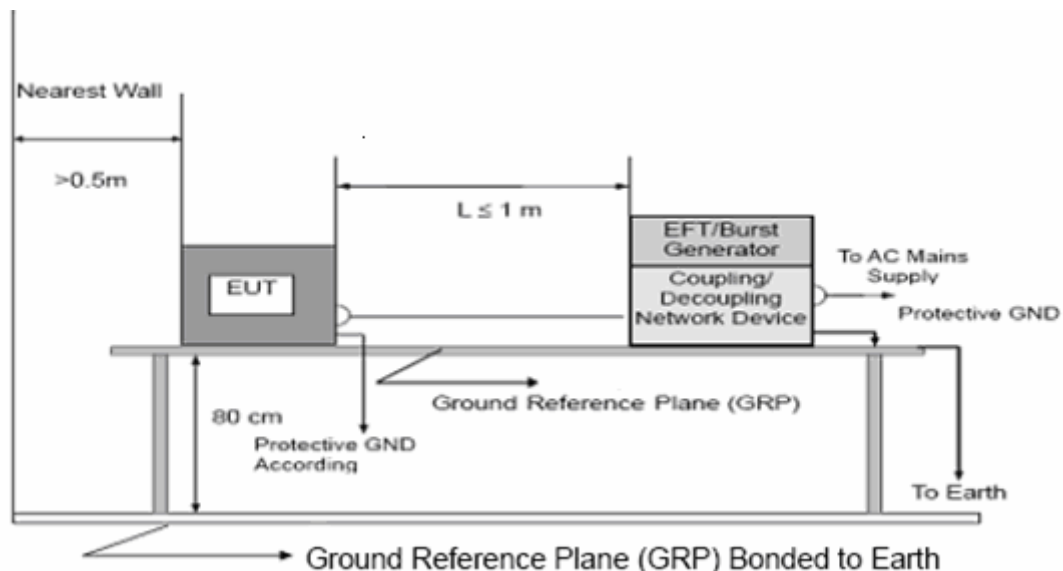 Nearest Wall
>0.5m
L ≤ 1 m
EFT/Burst
Generator
EUT
Coupling/
Decoupling
Network Device
To AC Mains
Supply
Protective GND
Ground Reference Plane (GRP)
80 cm
Protective GND
According
To Earth
Ground Reference Plane (GRP) Bonded to Earth